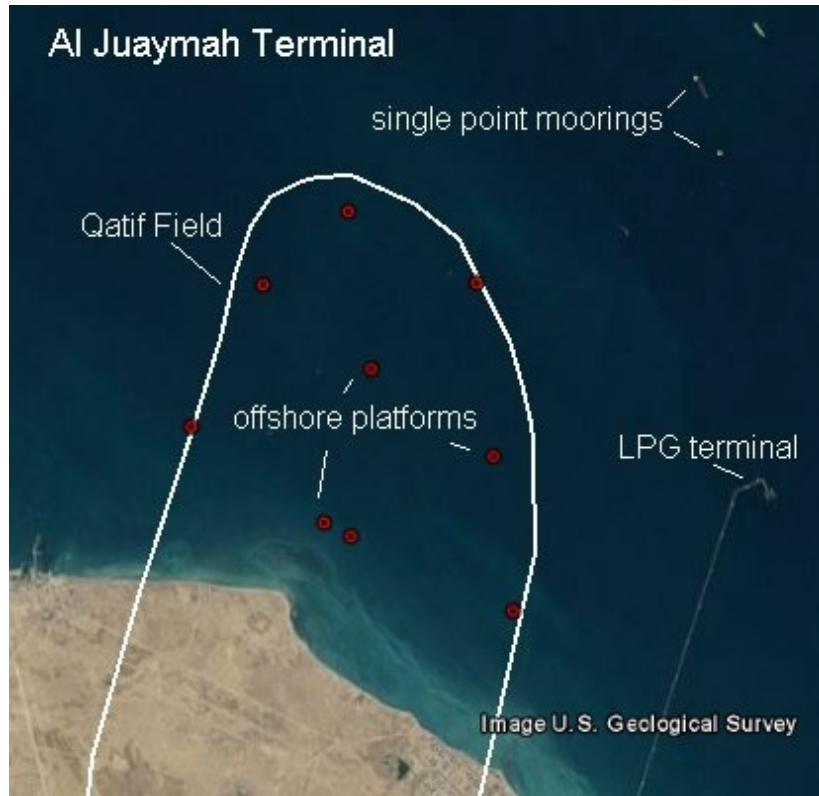 Al Juaymah Terminal
single point moorings
Qatif Field
offshore platforms
LPG terminal
Image U.S. Geological Survey